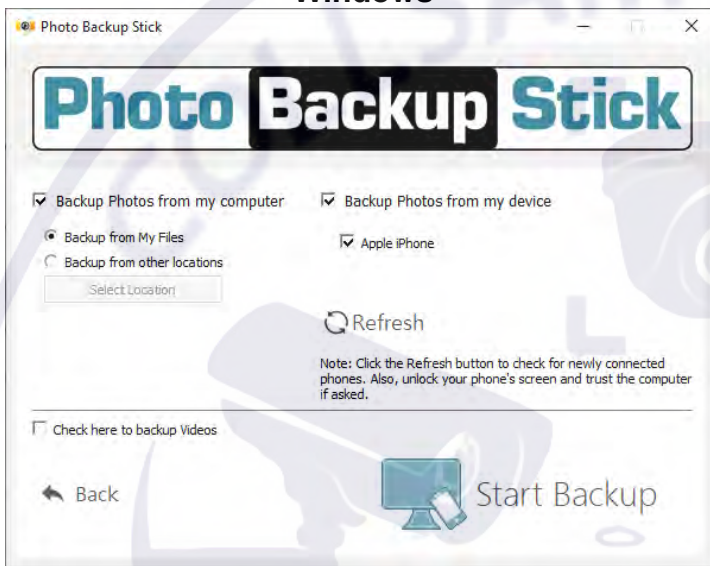 Windows
Photo Backup Stick
Photo Backup Stick
Backup Photos from my computer
Backup Photos from my device
Backup from My Files
Apple iPhone
Backup from other locations
Select Location
Refresh
Note: Click the Refresh button to check for newly connected
phones. Also, unlock your phone's screen and trust the computer
if asked.
Check here to backup Videos
Back
Start Backup